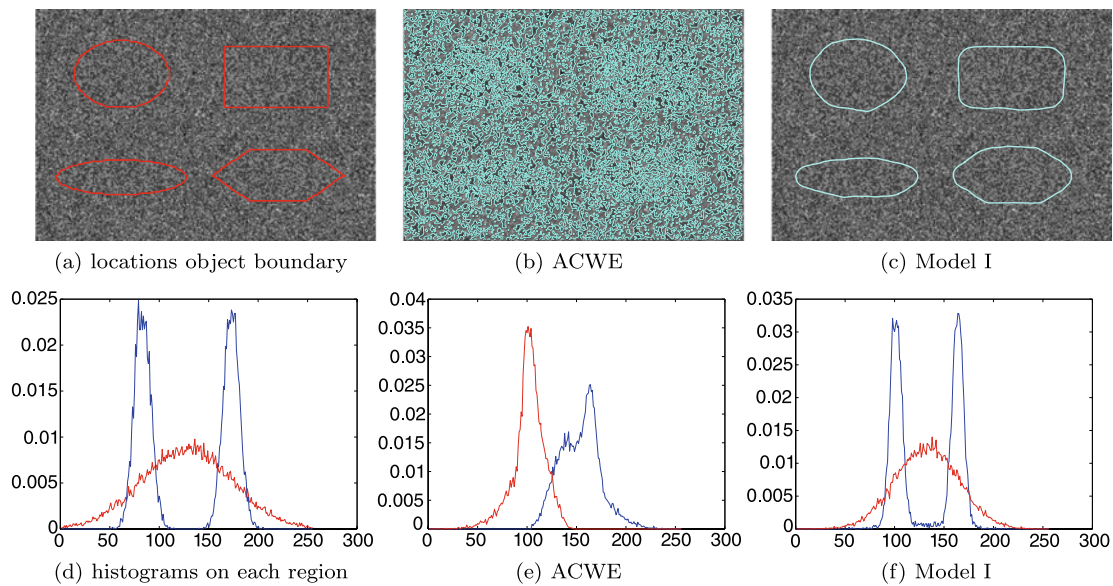 (a) locations object boundary
(b) ACWE
(c) Model I
0.025
0.02
0.015
0.01
0.005
0
0 50 100 150 200 250 300
(d) histograms on each region
0.04
0.035
0.03
0.025
0.02
0.015
0.01
0.005
0
0 50 100 150 200 250 300
(e) ACWE
0.035
0.03
0.025
0.02
0.015
0.01
0.005
0
0 50 100 150 200 250 300
(f) Model I